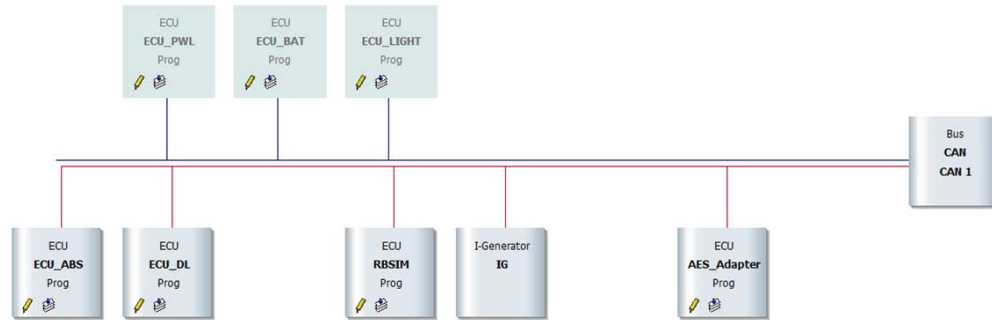 ECU
ECU_PWL
Prog
ECU
ECU_BAT
Prog
ECU
ECU_LIGHT
Prog
Bus
CAN
CAN 1
ECU
ECU_ABS
Prog
ECU
ECU_DL
Prog
ECU
RBSIM
Prog
I-Generator
IG
ECU
AES_Adapter
Prog